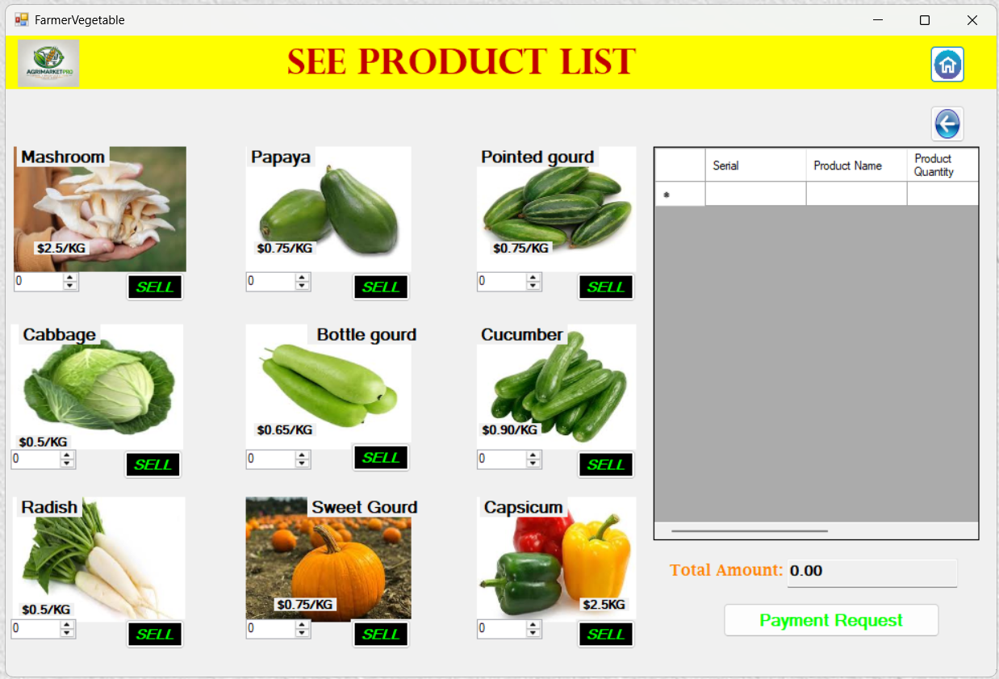 FarmerVegetable
AGRIMARKETPRO
SEE PRODUCT LIST
Mashroom
$2.5/KG
0
SELL
Papaya
$0.75/KG
0
SELL
Pointed gourd
$0.75/KG
0
SELL
Cabbage
$0.5/KG
0
SELL
Bottle gourd
$0.65/KG
0
SELL
Cucumber
$0.90/KG
0
SELL
Radish
$0.5/KG
0
SELL
Sweet Gourd
$0.75/KG
0
SELL
Capsicum
$2.5KG
0
SELL
Serial
Product Name
Product
Quantity
*
Total Amount: 0.00
Payment Request